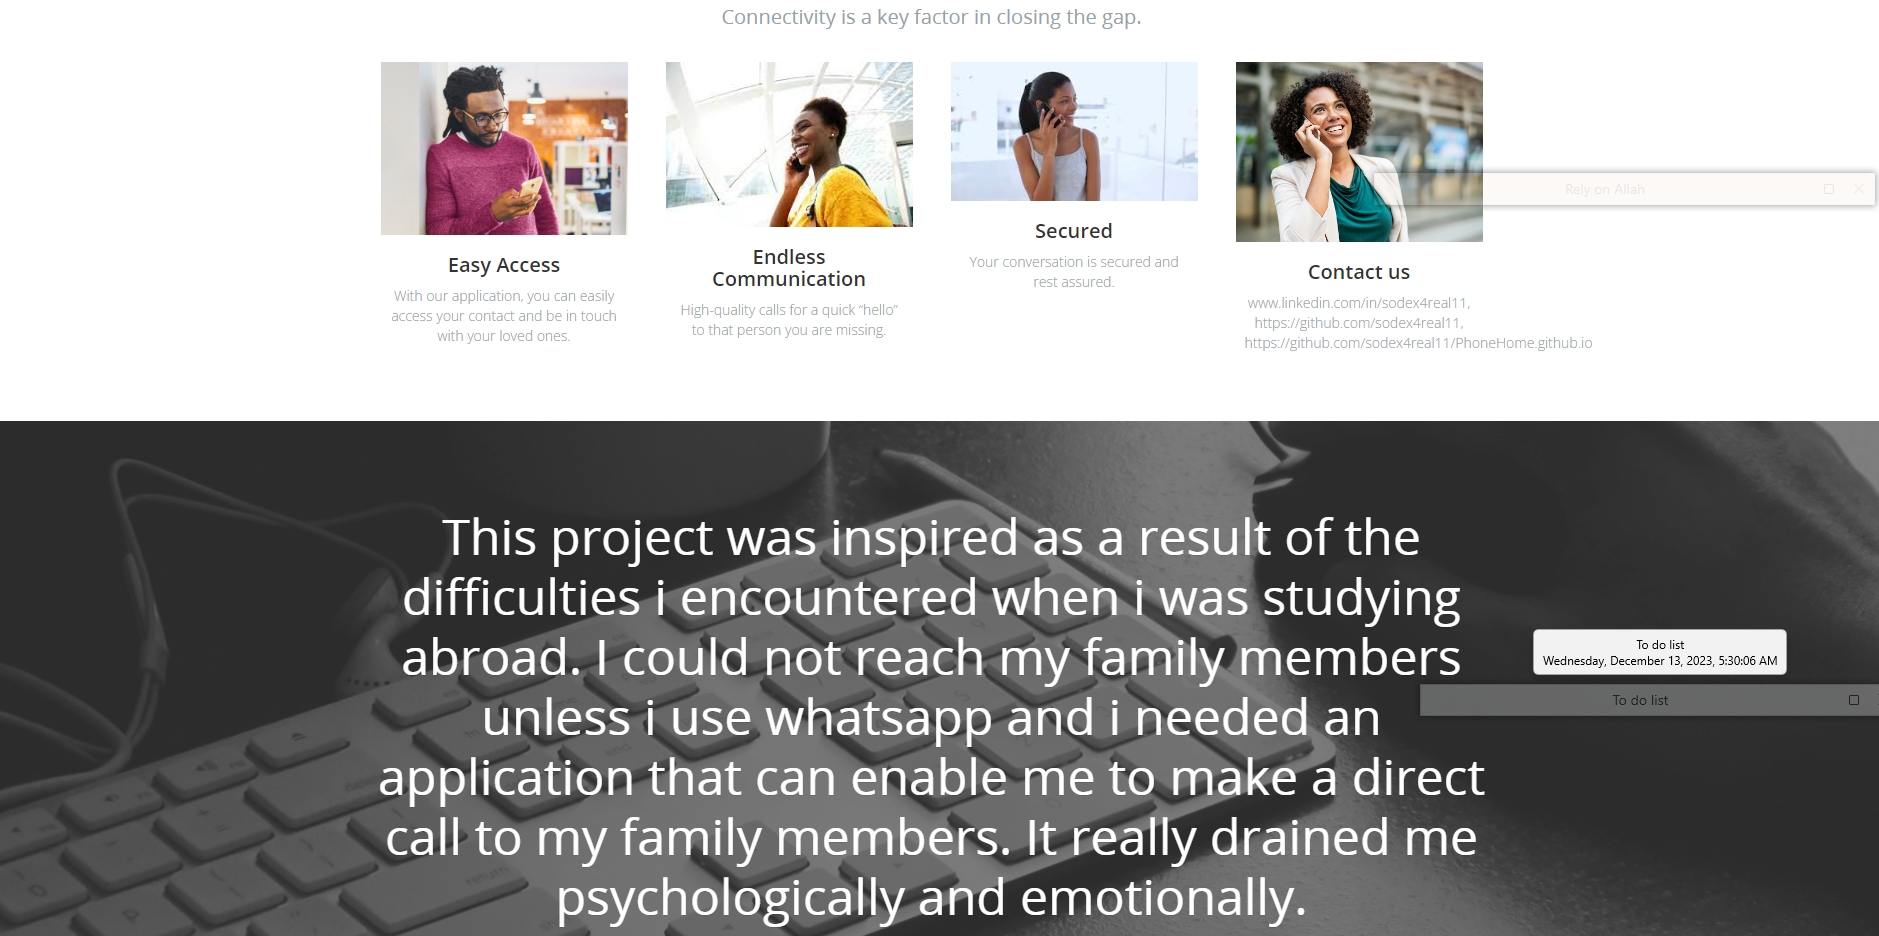 Connectivity is a key factor in closing the gap.
Easy Access
With our application, you can easily
access your contact and be in touch
with your loved ones.
Endless
Communication
High-quality calls for a quick “hello”
to that person you are missing.
Secured
Your conversation is secured and
rest assured.
Contact us
www.linkedin.com/in/sodex4real11,
https://github.com/sodex4real11,
https://github.com/sodex4real11/PhoneHome.github.io
Rely on Allah
This project was inspired as a result of the
difficulties i encountered when i was studying
abroad. I could not reach my family members
unless i use whatsapp and i needed an
application that can enable me to make a direct
call to my family members. It really drained me
psychologically and emotionally.
To do list
Wednesday, December 13, 2023, 5:30:06 AM
To do list
return